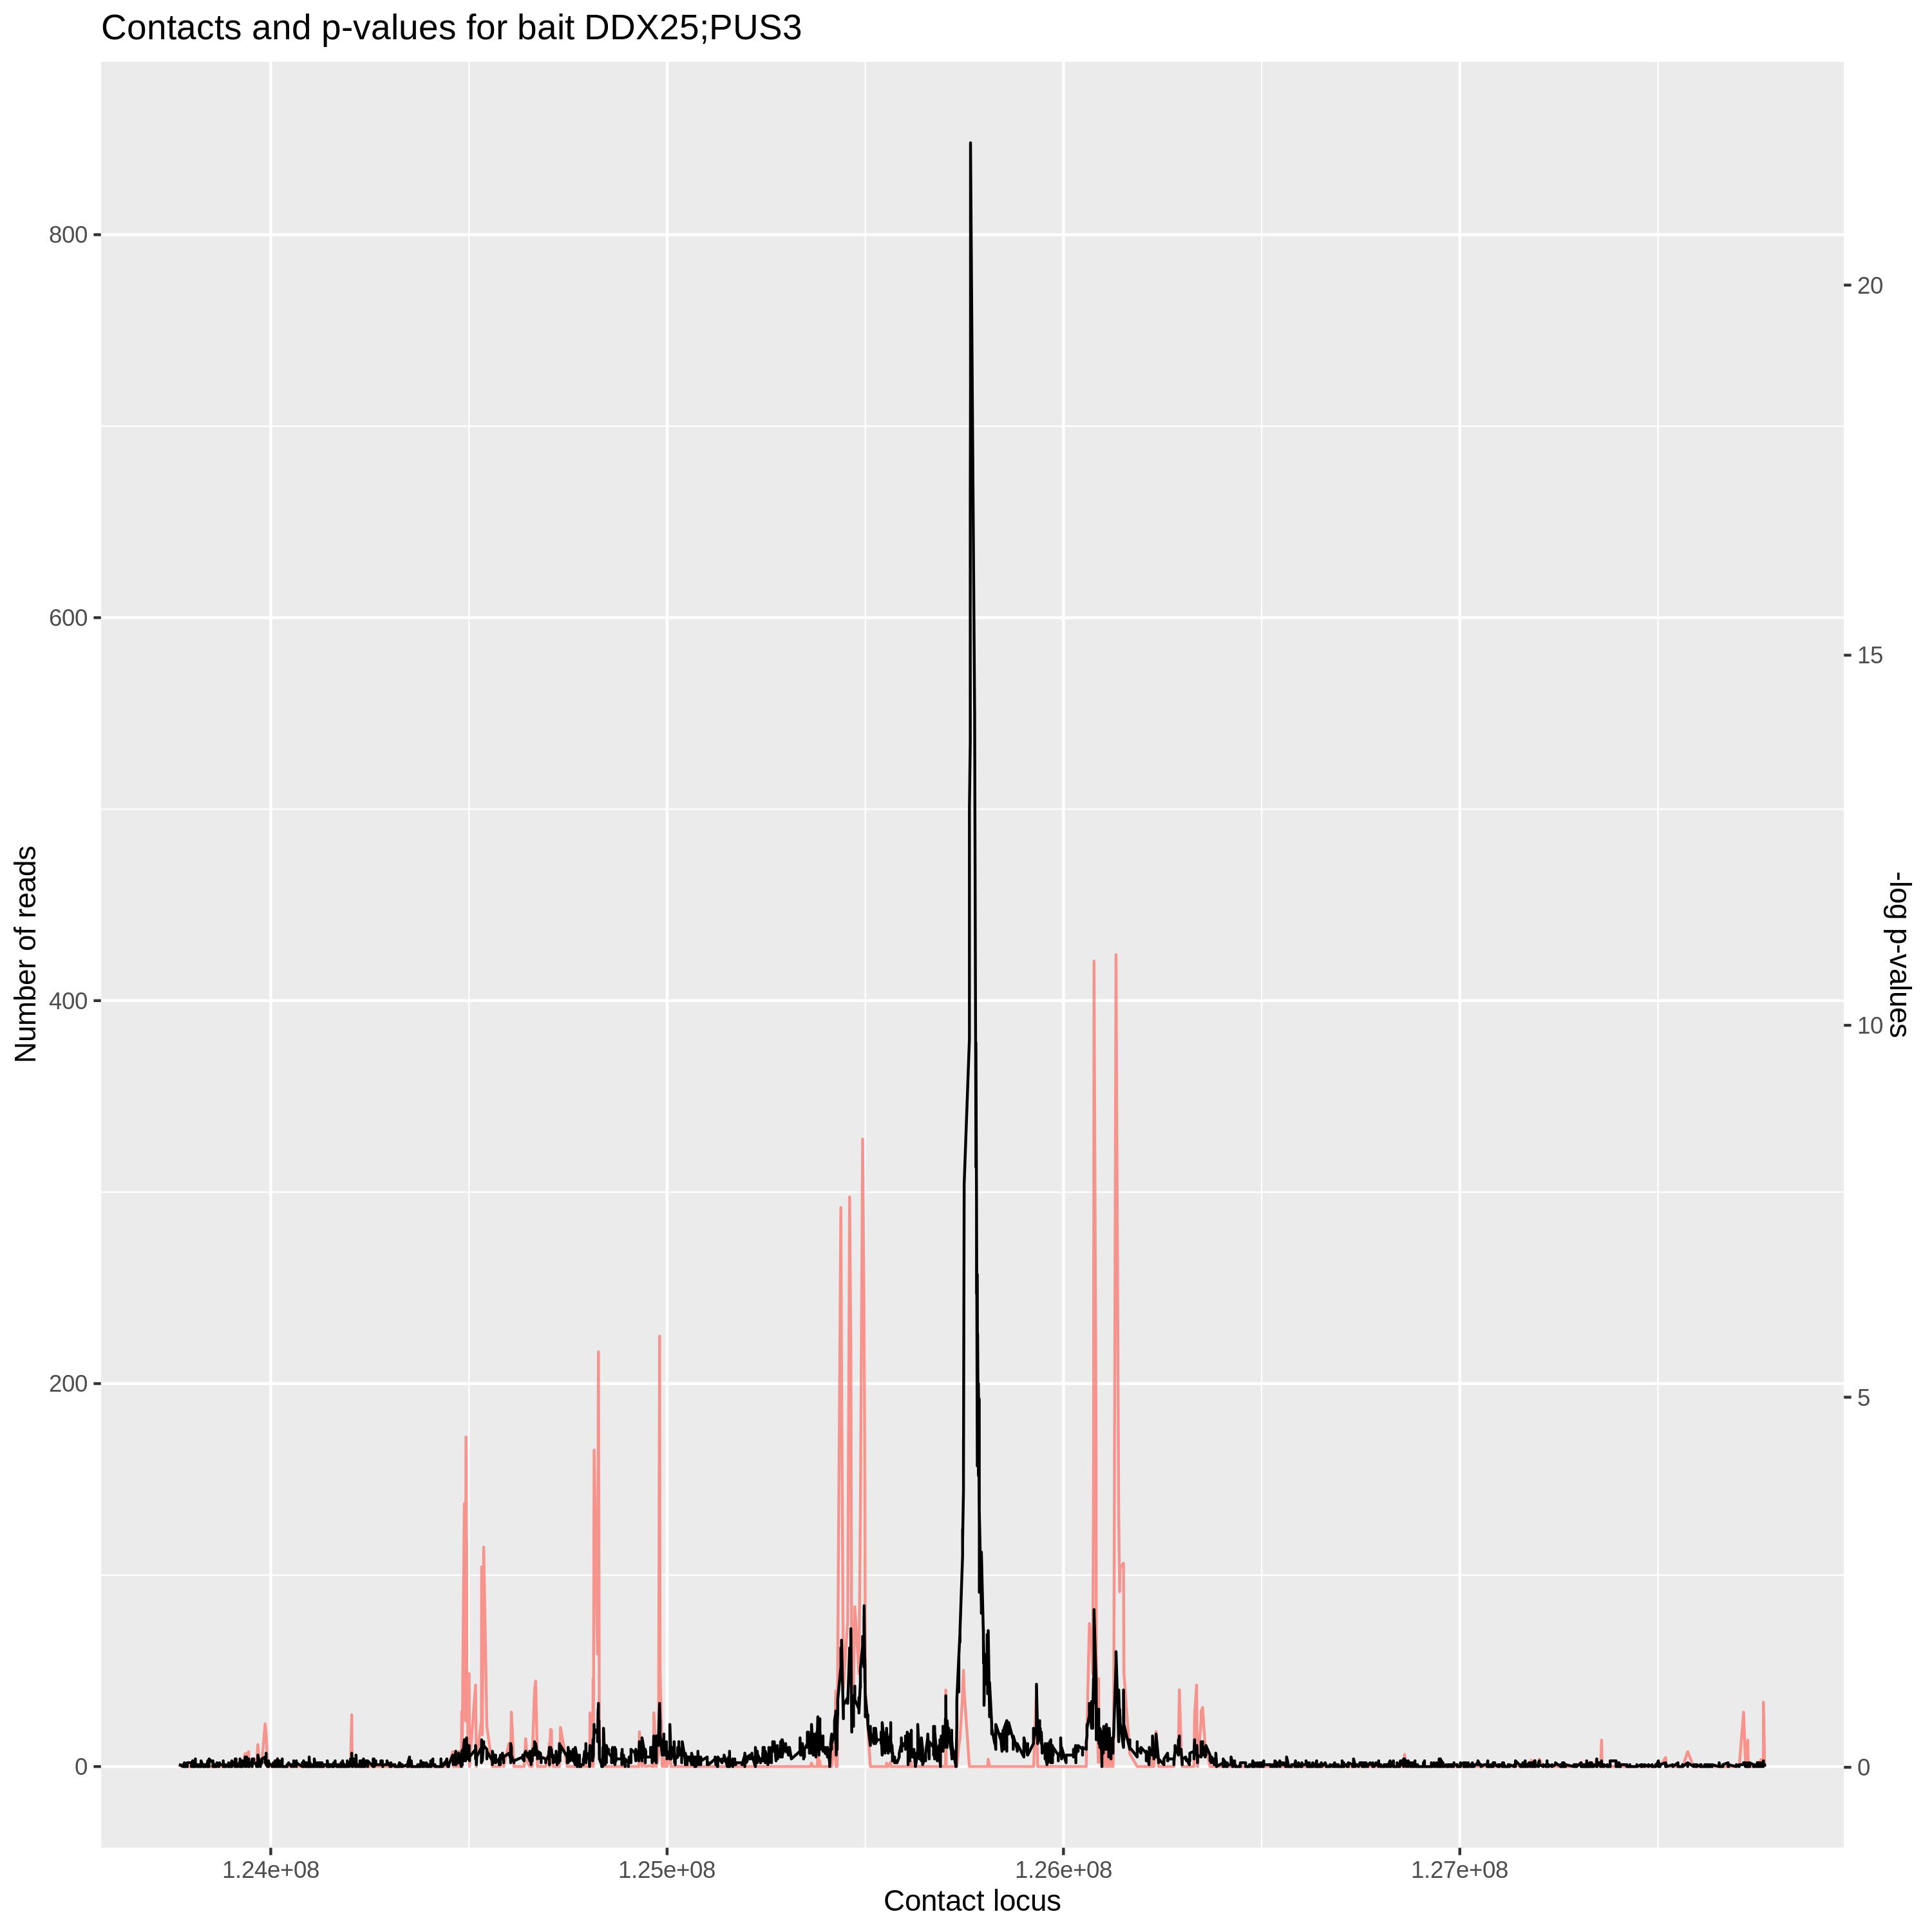 Contacts and p-values for bait DDX25;PUS3
Number of reads
800
600
400
200
0
20
15
10
5
0
-log p-values
1.24e+08 1.25e+08 1.26e+08 1.27e+08
Contact locus